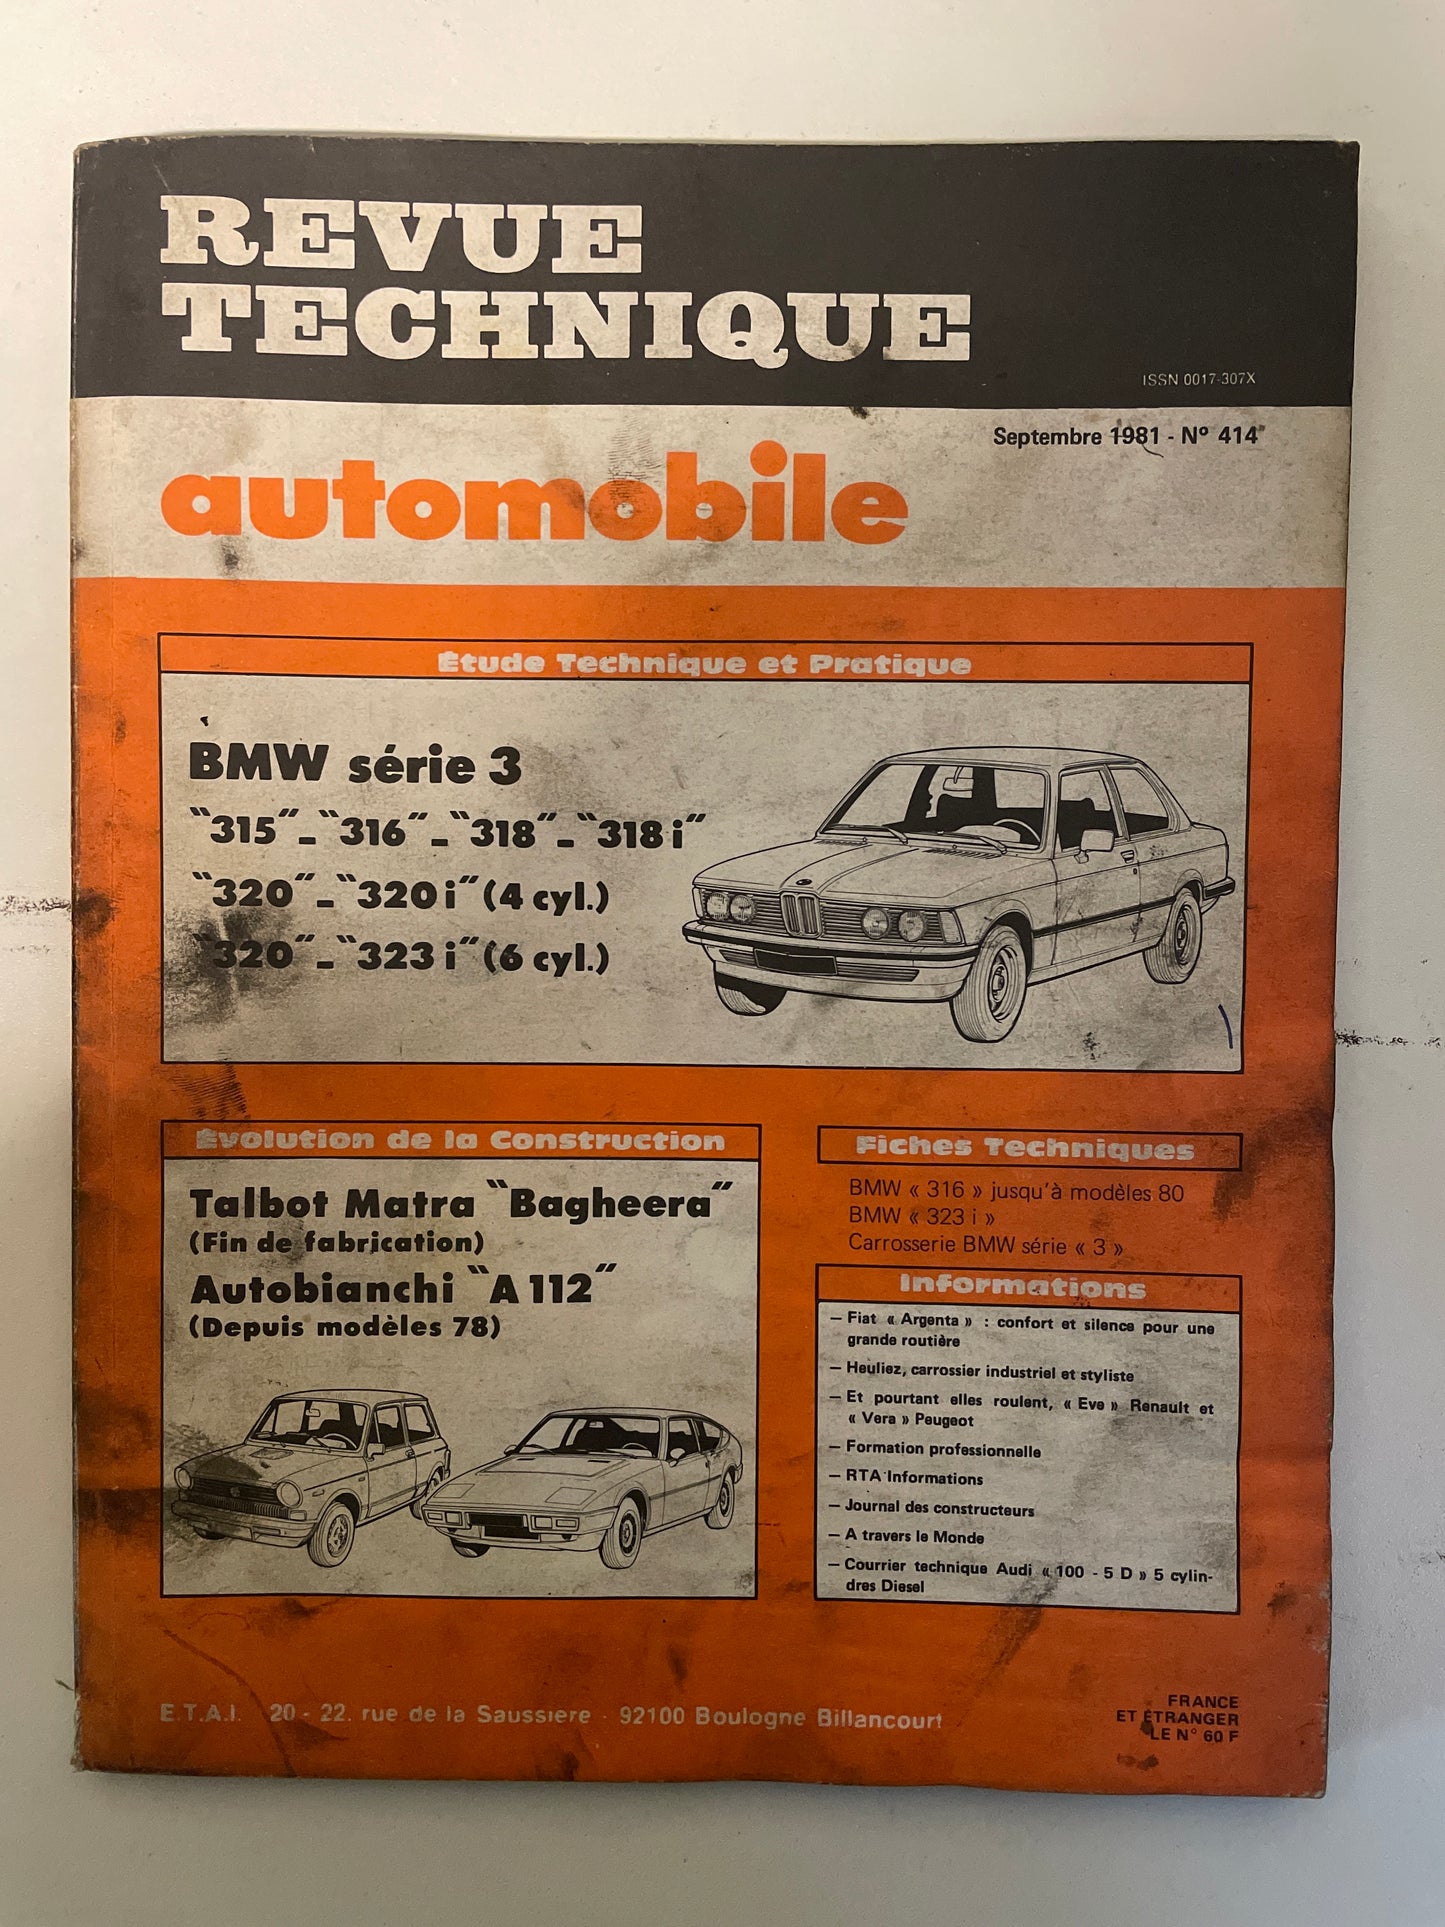 REVUE
TECHNIQUE
ISSN 0017-307X
Septembre 1981 - Nº 414
automobile
Étude Technique et Pratique
BMW série 3
"315" - "316" - "318" - "318 i"
"320" - "320 i" (4 cyl.)
"320" - "323 i" (6 cyl.)
Évolution de la Construction
Talbot Matra "Bagheera"
(Fin de fabrication)
Autobianchi "A 112"
(Depuis modèles 78)
Fiches Techniques
BMW « 316 » jusqu'à modèles 80
BMW « 323 i »
Carrosserie BMW série « 3 »
Informations
— Fiat « Argenta » : confort et silence pour une
grande routière
— Heuliez, carrossier industriel et styliste
— Et pourtant elles roulent, « Eve » Renault et
« Vera » Peugeot
— Formation professionnelle
— RTA Informations
— Journal des constructeurs
— A travers le Monde
— Courrier technique Audi « 100 - 5 D » 5 cylin-
dres Diesel
E.T.A.I. 20 - 22. rue de la Saussière - 92100 Boulogne Billancourt
FRANCE
ET ÉTRANGER
LE N° 60 F